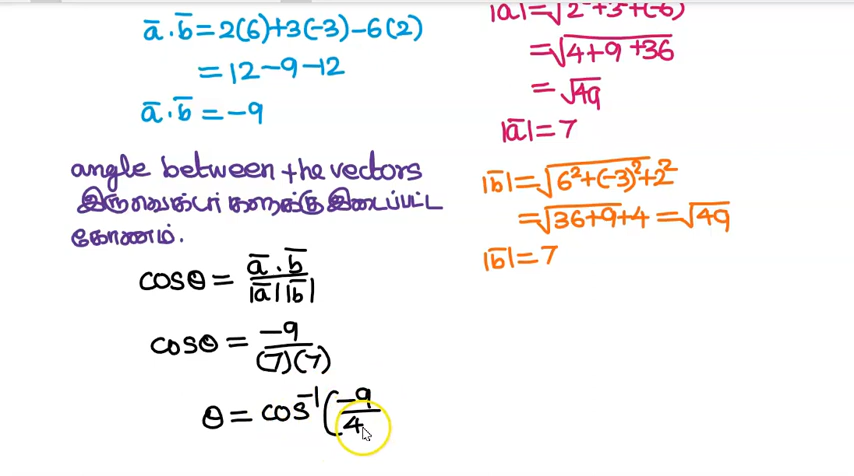 ā.b̄=2(6)+3(-3)-6(2)
=12-9-12
ā.b̄=-9
angle between the vectors
இரு வெக்டர்களுக்கு இடைப்பட்ட
கோணம்.
cosθ = ā.b̄/|ā||b̄|
cosθ = -9/(7)(7)
θ = cos⁻¹(-9/4
|ā|=√2²+3²+(-6)²
=√4+9+36
=√49
|ā|=7
|b̄|=√6²+(-3)²+2²
=√36+9+4=√49
|b̄|=7